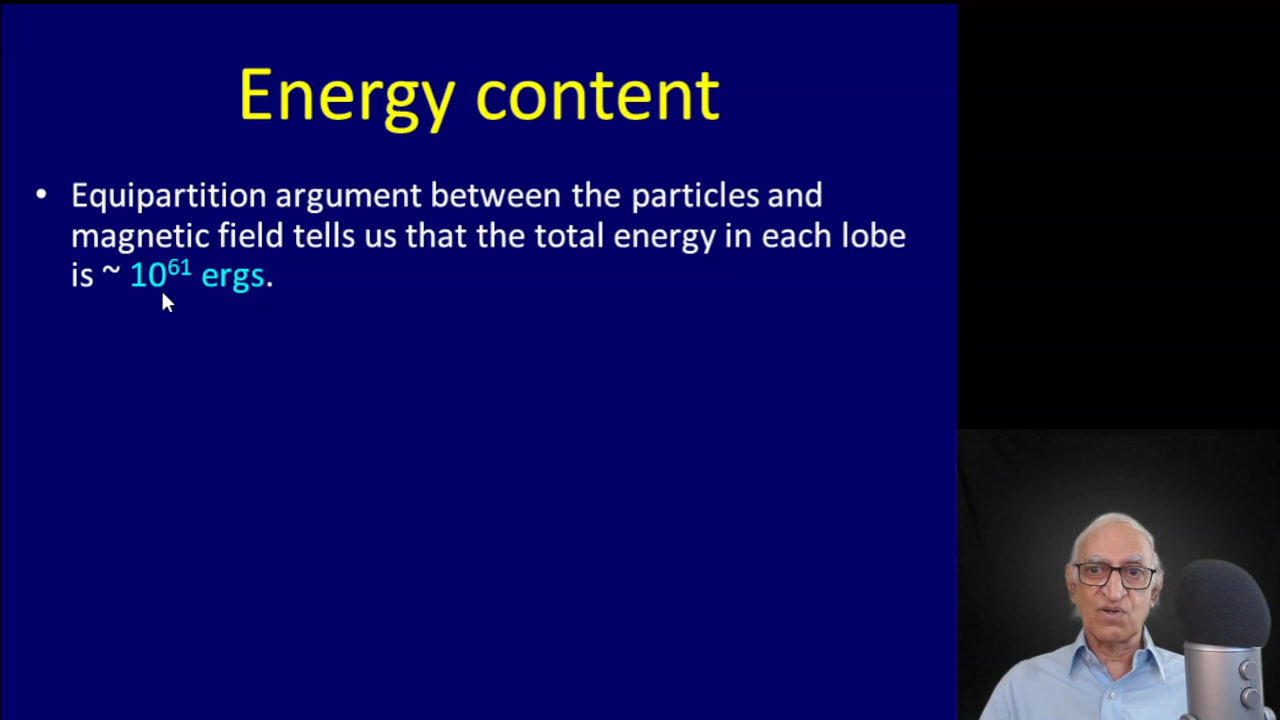 Energy content
• Equipartition argument between the particles and
magnetic field tells us that the total energy in each lobe
is ~ 10⁶¹ ergs.